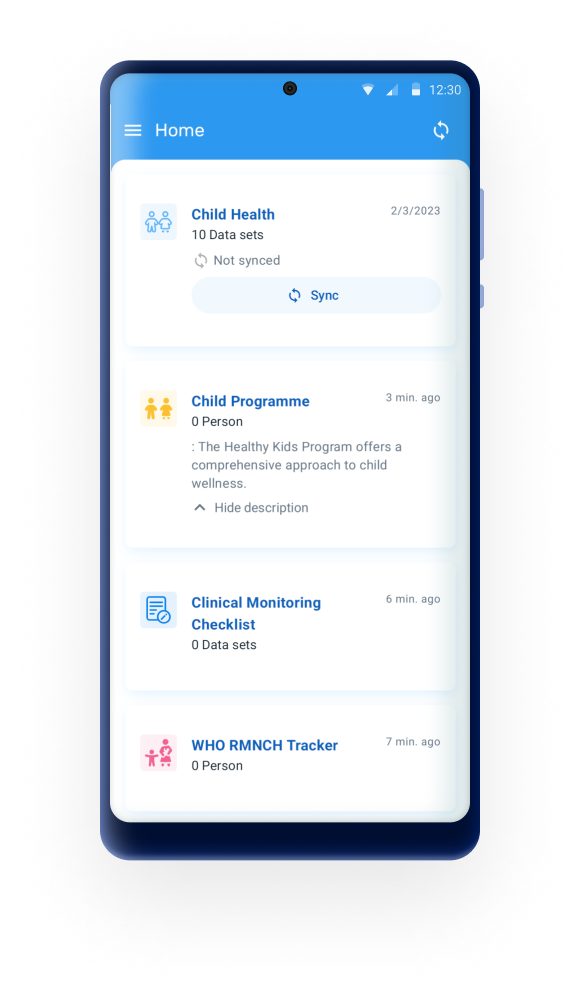 12:30
Home
Child Health
2/3/2023
10 Data sets
Not synced
Sync
Child Programme
3 min. ago
0 Person
: The Healthy Kids Program offers a
comprehensive approach to child
wellness.
Hide description
Clinical Monitoring
6 min. ago
Checklist
0 Data sets
WHO RMNCH Tracker
7 min. ago
0 Person